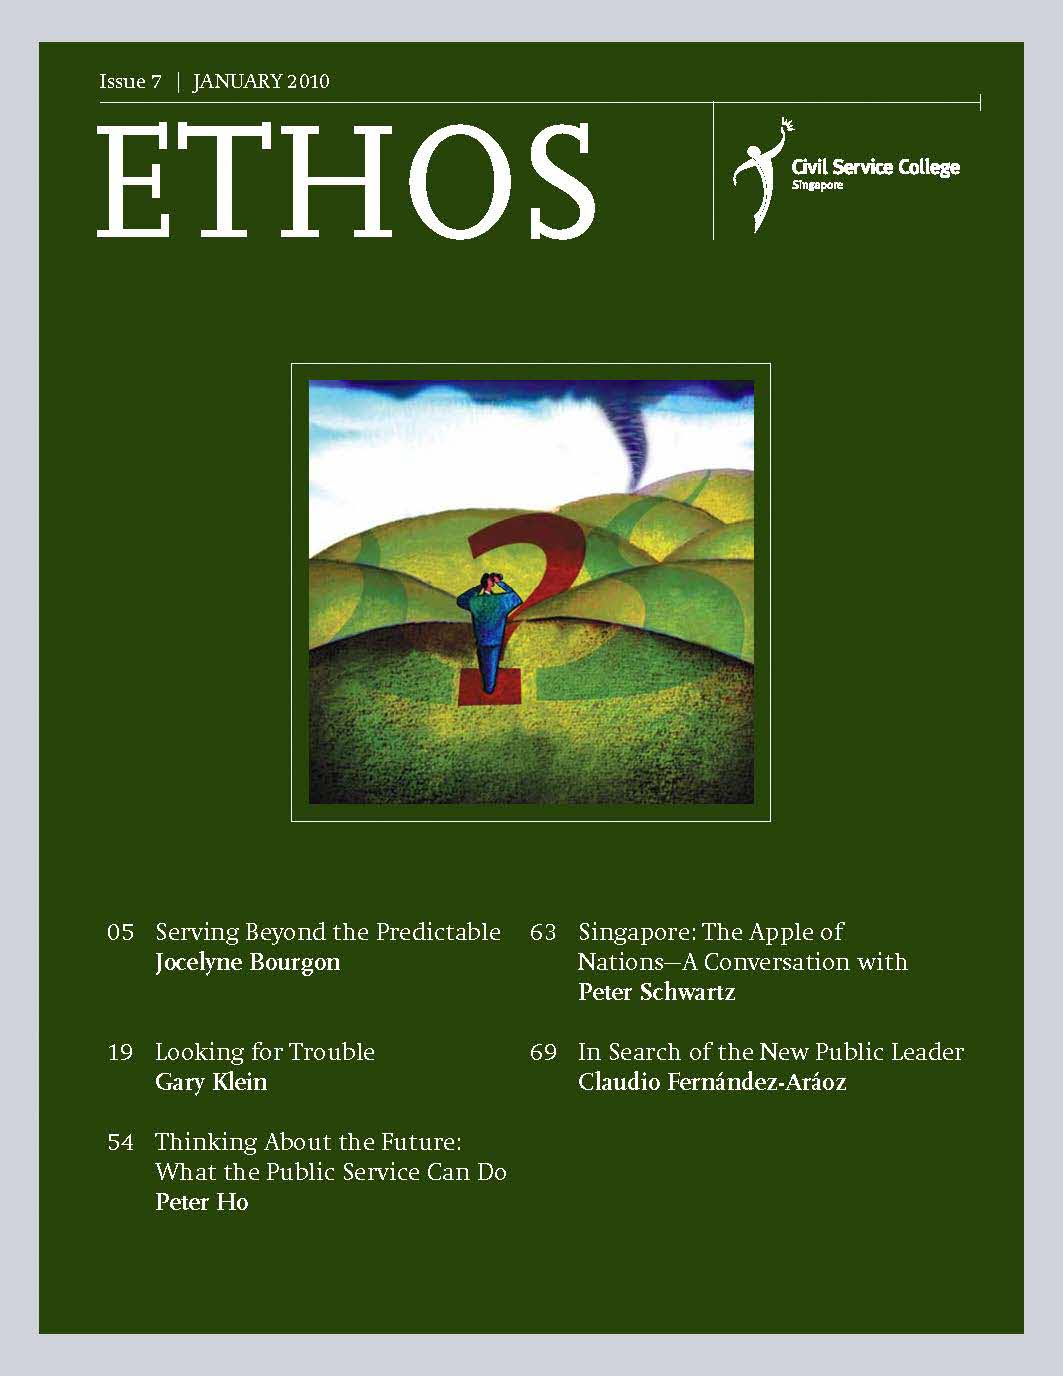 Issue 7 | JANUARY 2010
ETHOS
Civil Service College
Singapore
05 Serving Beyond the Predictable
Jocelyne Bourgon
19 Looking for Trouble
Gary Klein
54 Thinking About the Future:
What the Public Service Can Do
Peter Ho
63 Singapore: The Apple of
Nations—A Conversation with
Peter Schwartz
69 In Search of the New Public Leader
Claudio Fernández-Aráoz